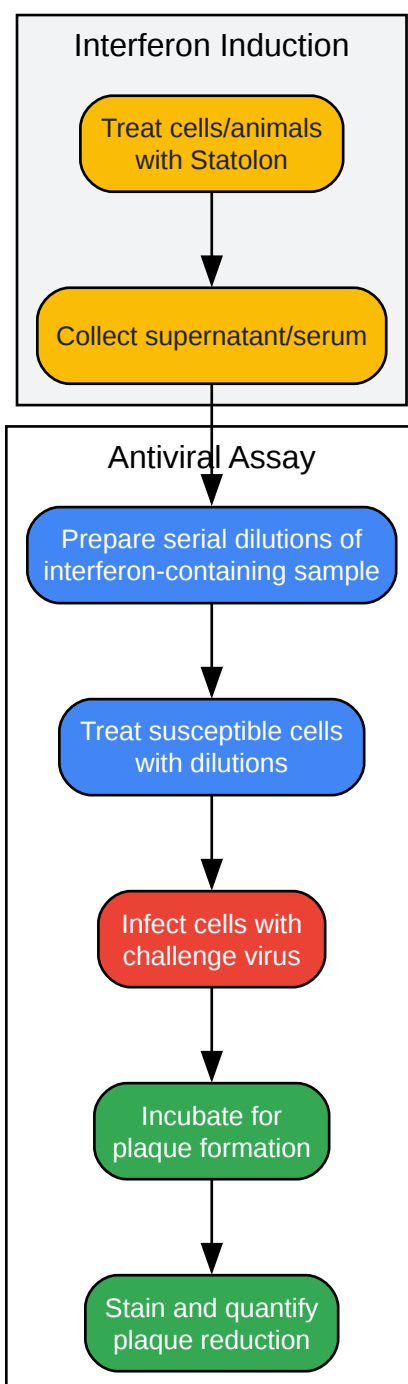 Interferon Induction
Treat cells/animals
with Statolon
Collect supernatant/serum
Antiviral Assay
Prepare serial dilutions of
interferon-containing sample
Treat susceptible cells
with dilutions
Infect cells with
challenge virus
Incubate for
plaque formation
Stain and quantify
plaque reduction